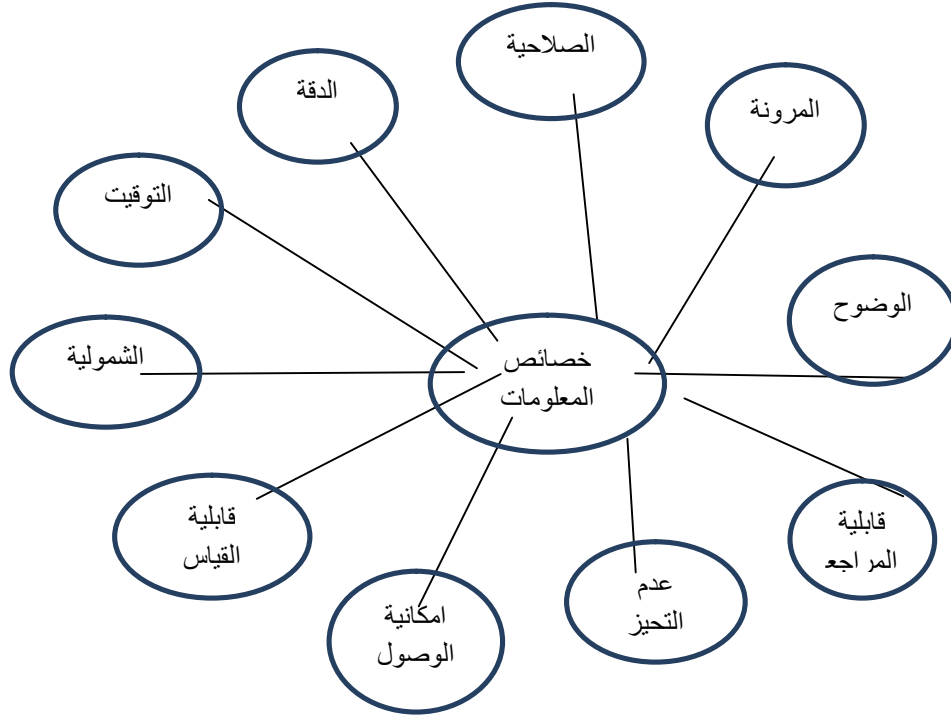 الصلاحية
الدقة
المرونة
التوقيت
الوضوح
الشمولية
خصائص
المعلومات
قابلية
القياس
قابلية
المراجع
عدم
التحيز
امكانية
الوصول